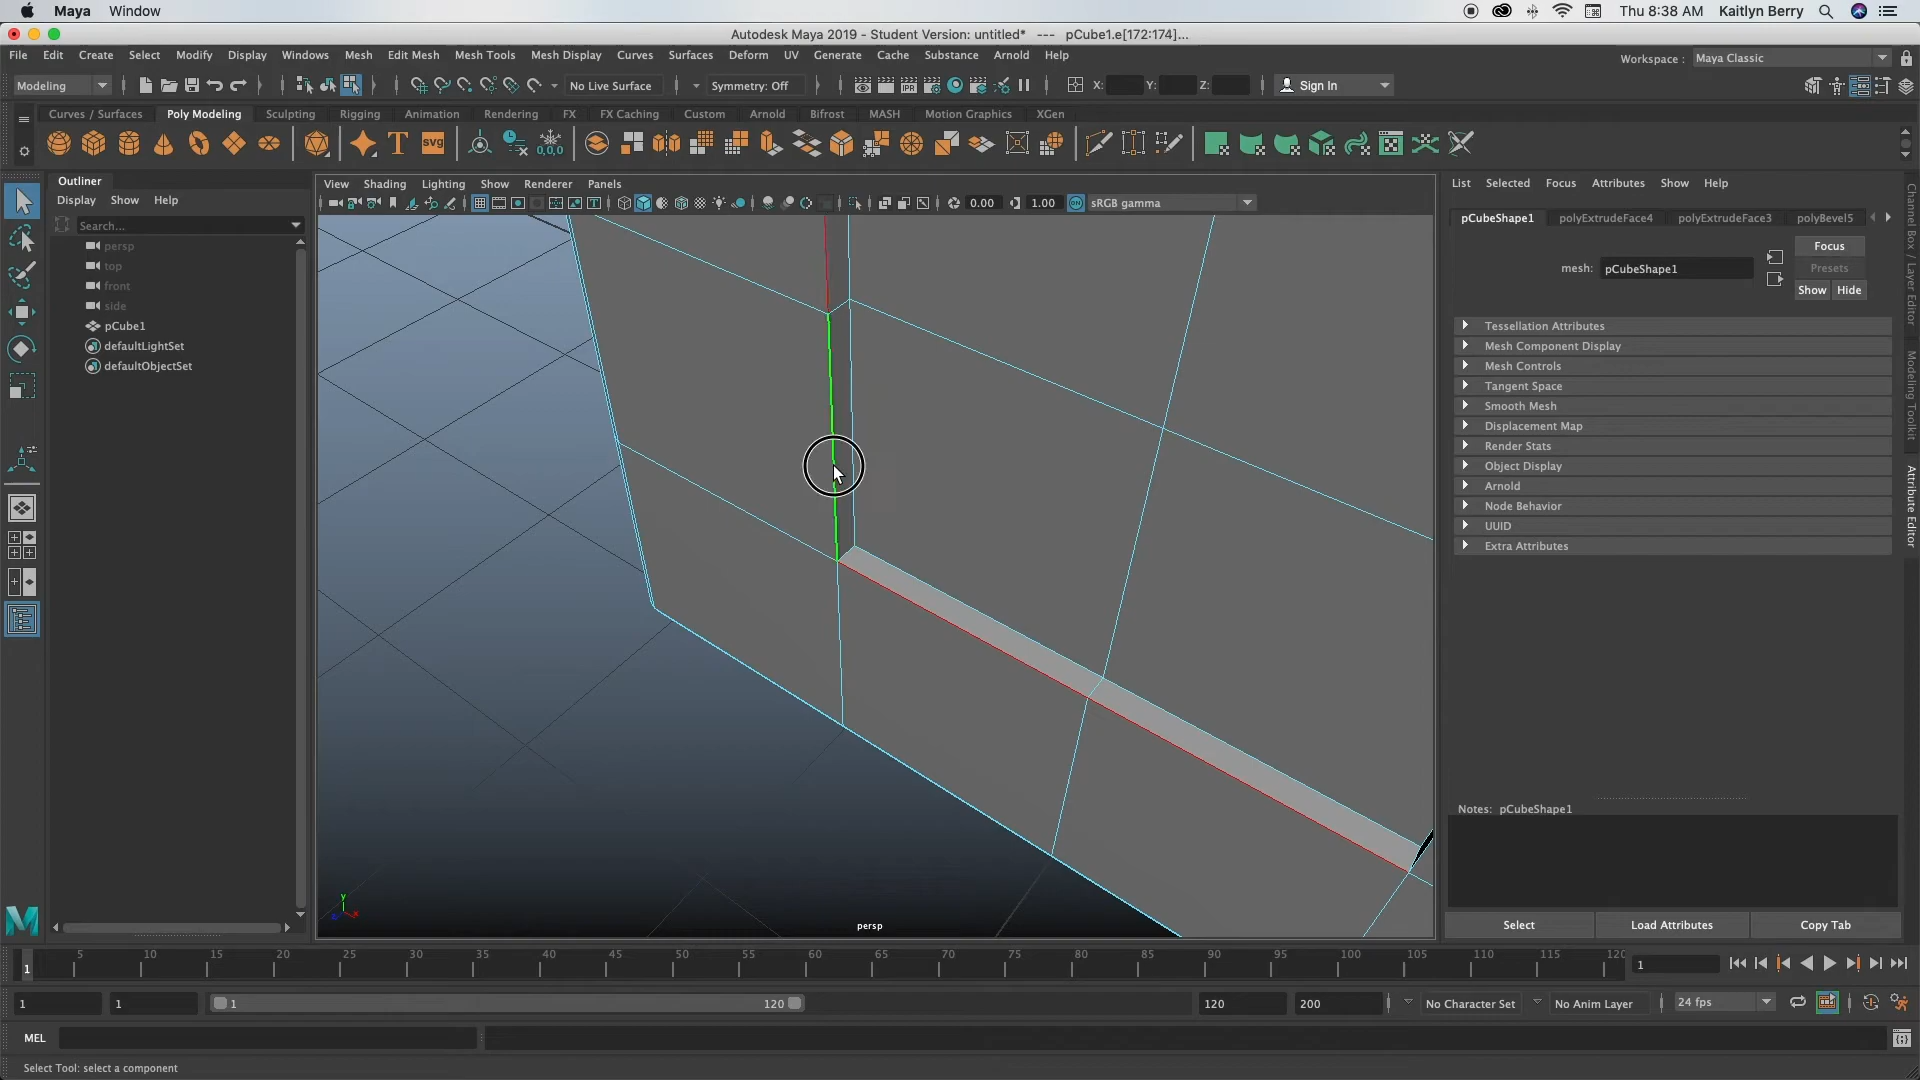 Maya Window Thu 8:38 AM Kaitlyn Berry
Autodesk Maya 2019 - Student Version: untitled* --- pCube1.e[172:174]...
File Edit Create Select Modify Display Windows Mesh Edit Mesh Mesh Tools Mesh Display Curves Surfaces Deform UV Generate Cache Substance Arnold Help Workspace : Maya Classic
Modeling No Live Surface Symmetry: Off IPR X: Y: Z: Sign In
Curves / Surfaces Poly Modeling Sculpting Rigging Animation Rendering FX FX Caching Custom Arnold Bifrost MASH Motion Graphics XGen
T SVG 0,0,0
Outliner
Display Show Help
Search...
persp
top
front
side
pCube1
defaultLightSet
defaultObjectSet
View Shading Lighting Show Renderer Panels
0.00 1.00 ON sRGB gamma
y
x
z
persp
List Selected Focus Attributes Show Help
pCubeShape1 polyExtrudeFace4 polyExtrudeFace3 polyBevel5
mesh: pCubeShape1
Focus
Presets
Show Hide
Tessellation Attributes
Mesh Component Display
Mesh Controls
Tangent Space
Smooth Mesh
Displacement Map
Render Stats
Object Display
Arnold
Node Behavior
UUID
Extra Attributes
Notes: pCubeShape1
Select Load Attributes Copy Tab
Channel Box / Layer Editor
Modeling Toolkit
Attribute Editor
1 5 10 15 20 25 30 35 40 45 50 55 60 65 70 75 80 85 90 95 100 105 110 115 120 1
1 1 1 120 120 200 No Character Set No Anim Layer 24 fps
MEL
Select Tool: select a component